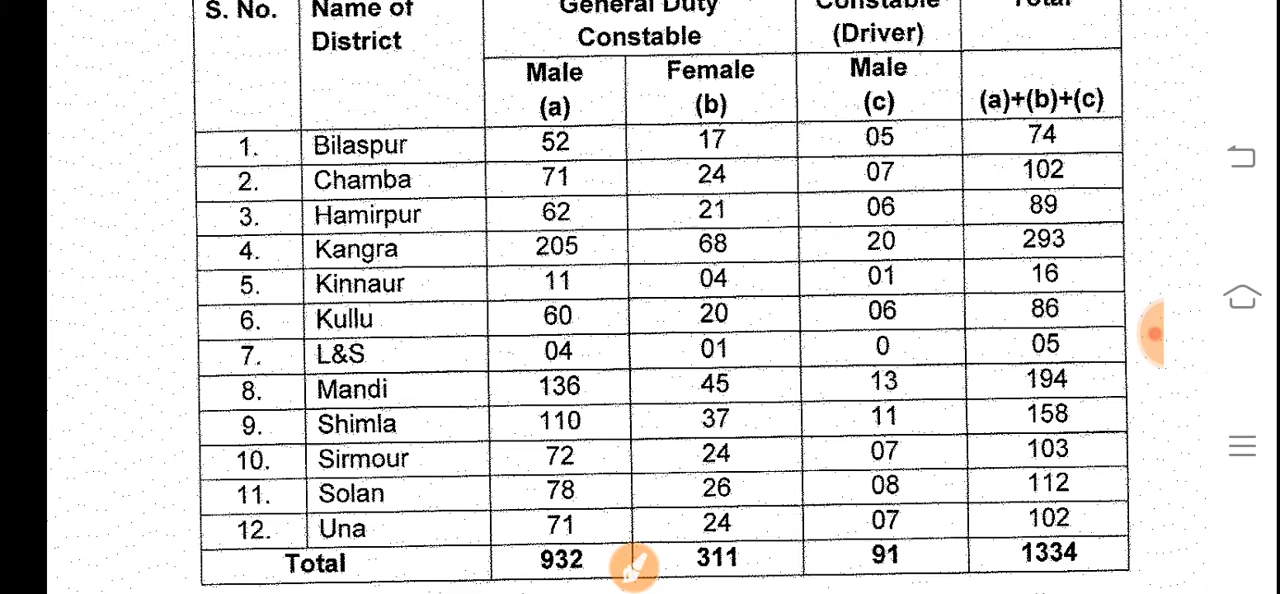 S. No. Name of District General Duty Constable Constable (Driver) Total
Male (a) Female (b) Male (c) (a)+(b)+(c)
1. Bilaspur 52 17 05 74
2. Chamba 71 24 07 102
3. Hamirpur 62 21 06 89
4. Kangra 205 68 20 293
5. Kinnaur 11 04 01 16
6. Kullu 60 20 06 86
7. L&S 04 01 0 05
8. Mandi 136 45 13 194
9. Shimla 110 37 11 158
10. Sirmour 72 24 07 103
11. Solan 78 26 08 112
12. Una 71 24 07 102
Total 932 311 91 1334